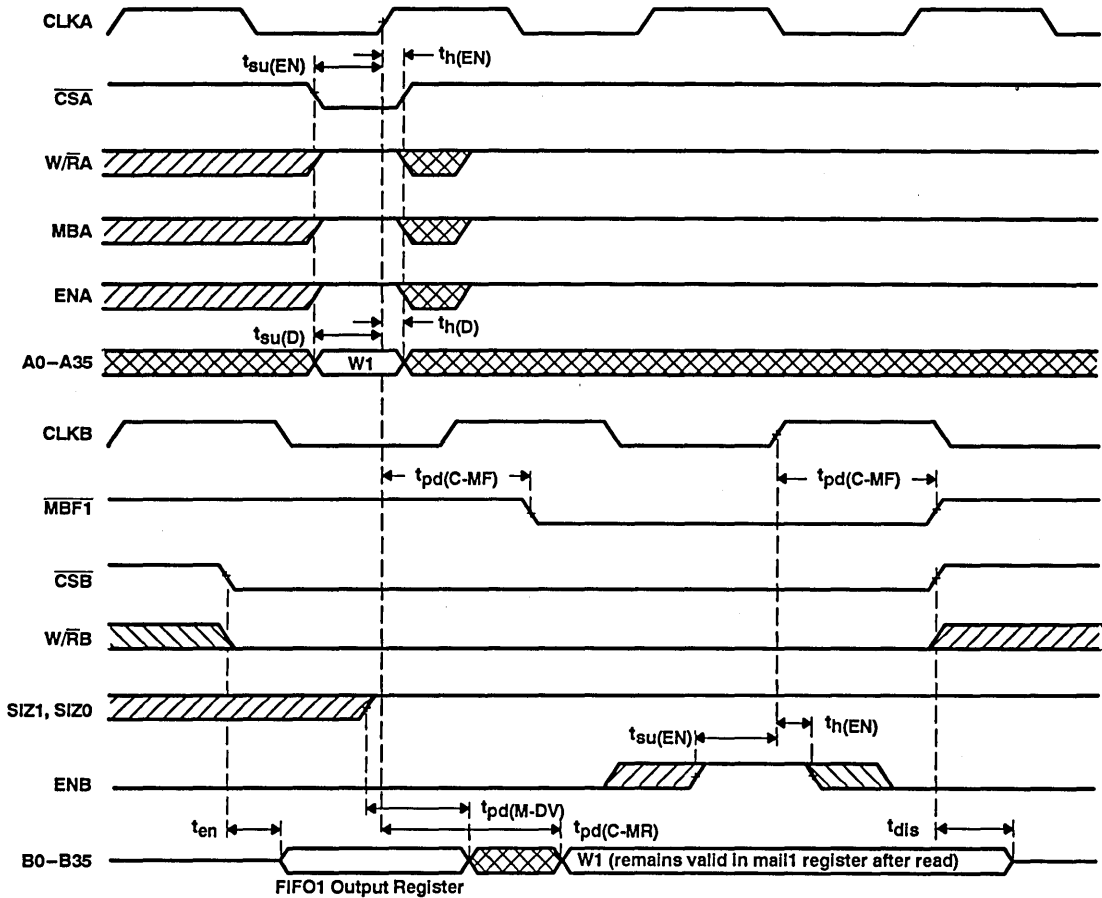 CLKA
tsu(EN)
th(EN)
CSA
W/RA
MBA
ENA
tsu(D)
th(D)
A0–A35
W1
CLKB
tpd(C-MF)
tpd(C-MF)
MBF1
CSB
W/RB
SIZ1, SIZ0
tsu(EN)
th(EN)
ENB
tpd(M-DV)
ten
tpd(C-MR)
tdis
B0–B35
W1 (remains valid in mail1 register after read)
FIFO1 Output Register